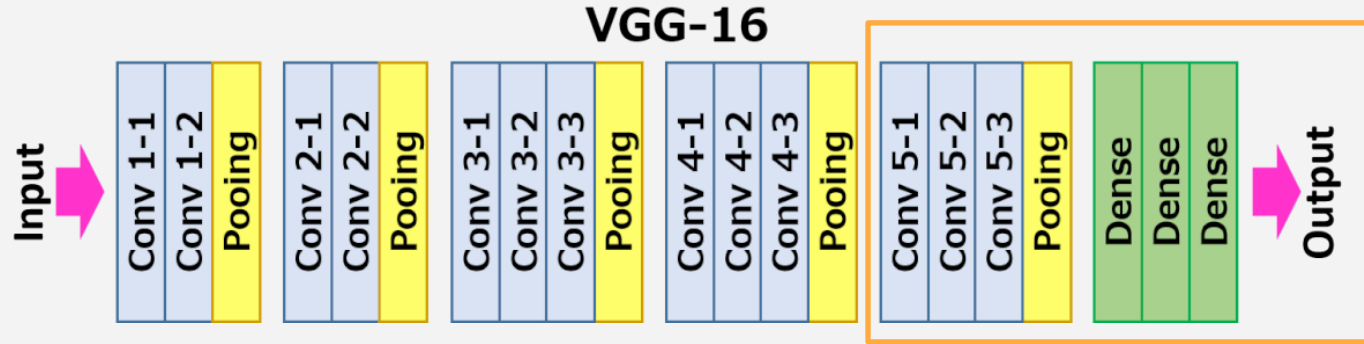 VGG-16
Input
Conv 1-1
Conv 1-2
Pooing
Conv 2-1
Conv 2-2
Pooing
Conv 3-1
Conv 3-2
Conv 3-3
Pooing
Conv 4-1
Conv 4-2
Conv 4-3
Pooing
Conv 5-1
Conv 5-2
Conv 5-3
Pooing
Dense
Dense
Dense
Output